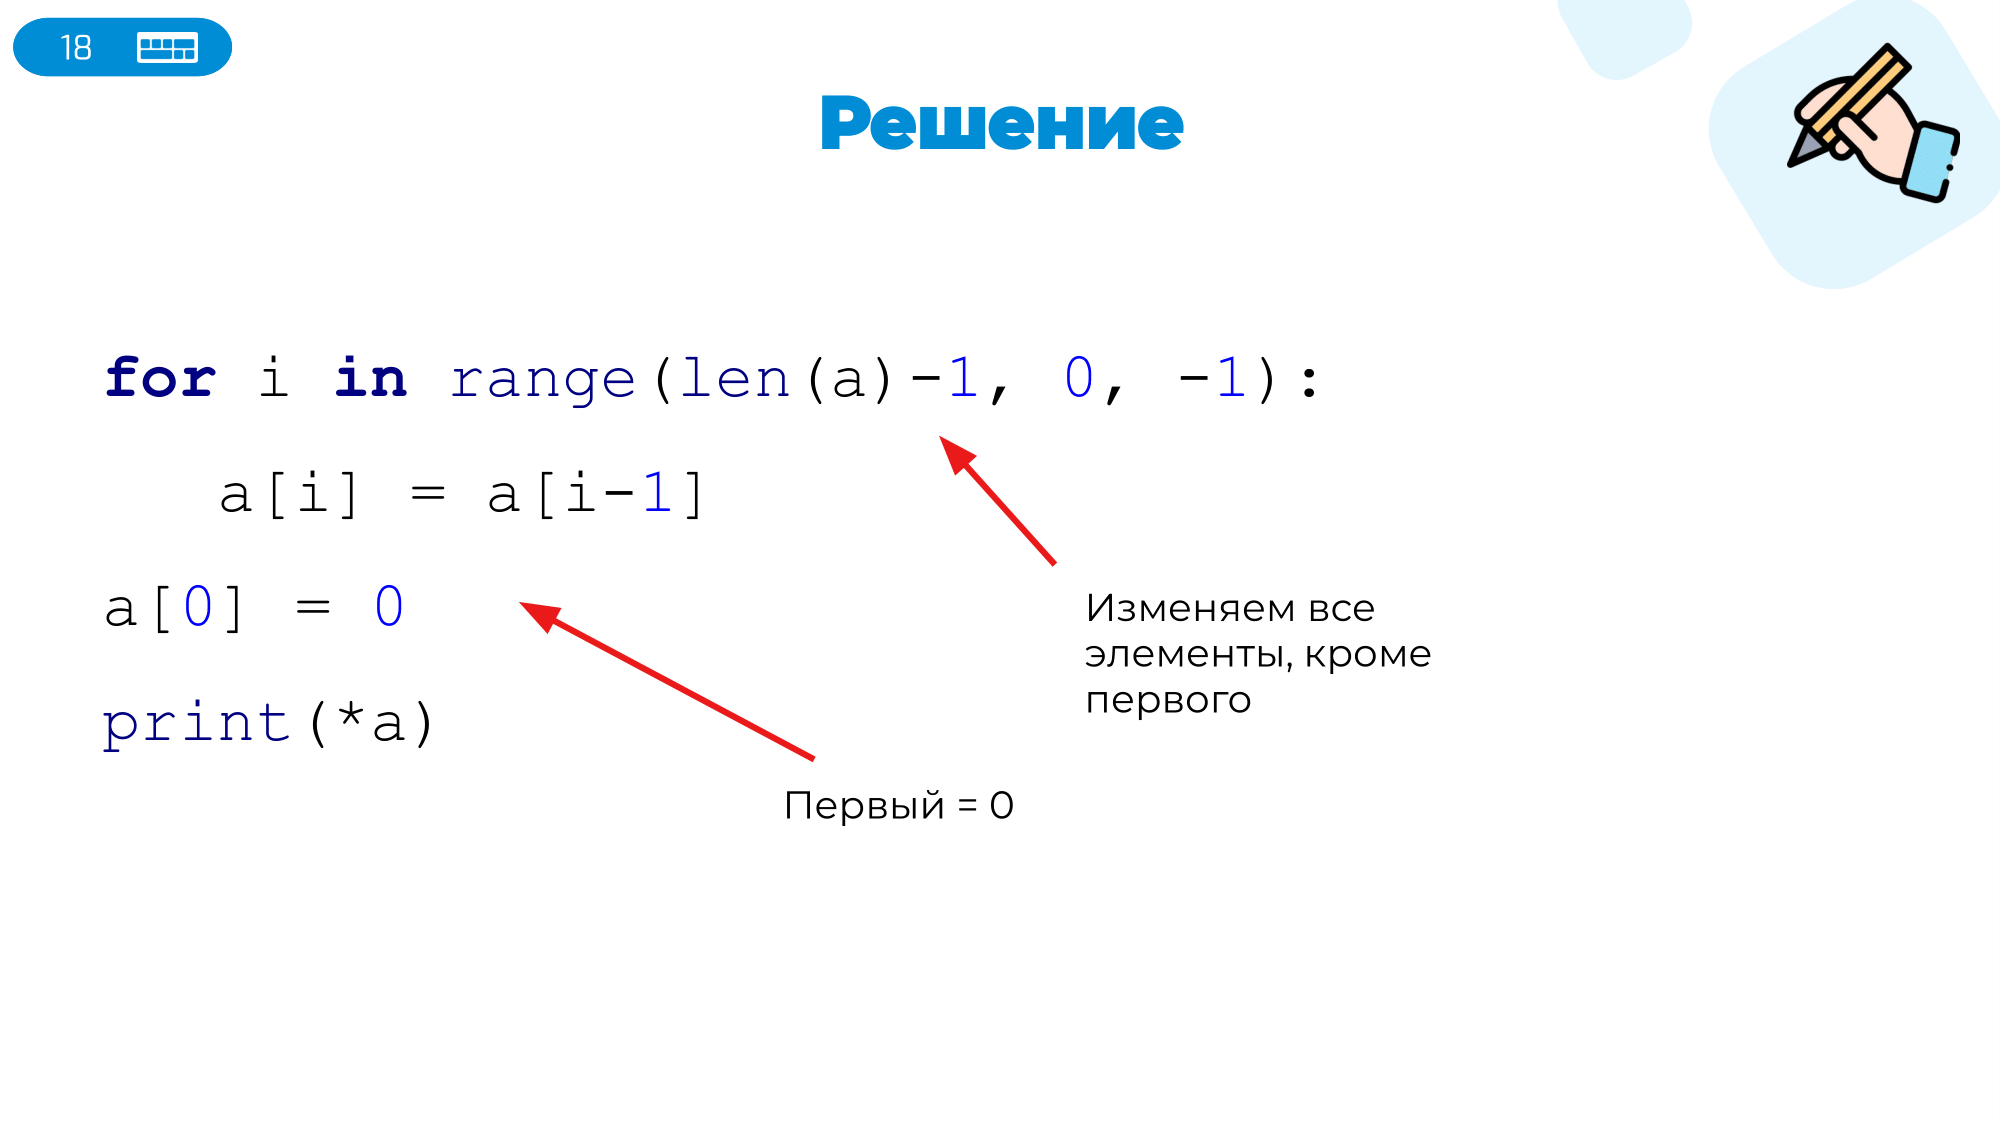 18
Решение
for i in range(len(a)-1, 0, -1):
   a[i] = a[i-1]
a[0] = 0
print(*a)
Изменяем все
элементы, кроме
первого
Первый = 0